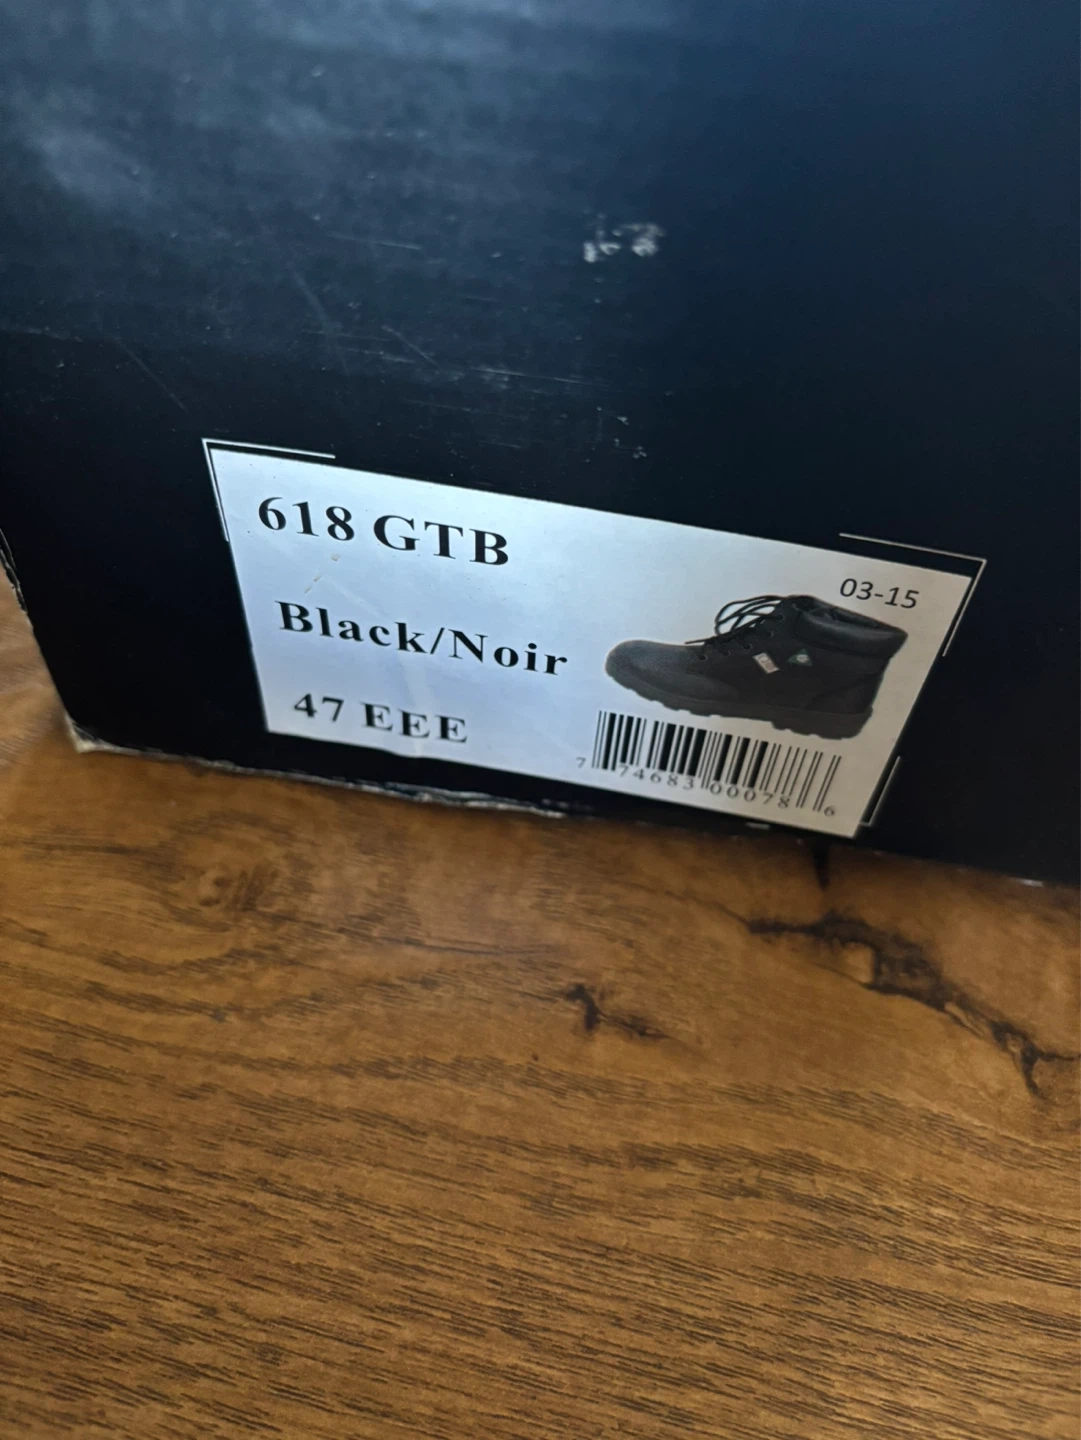 618 GTB
03-15
Black/Noir
47 EEE
7 74683 00078 6